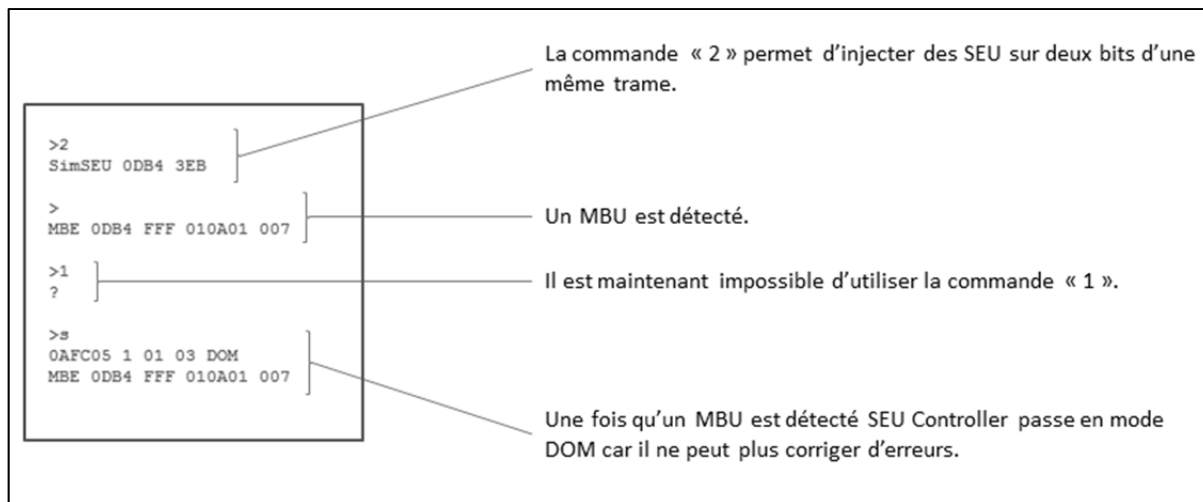 La commande « 2 » permet d'injecter des SEU sur deux bits d'une
même trame.
>2
SimSEU 0DB4 3EB
>
MBE 0DB4 FFF 010A01 007
Un MBU est détecté.
>1
?
Il est maintenant impossible d'utiliser la commande « 1 ».
>s
0AFC05 1 01 03 DOM
MBE 0DB4 FFF 010A01 007
Une fois qu'un MBU est détecté SEU Controller passe en mode
DOM car il ne peut plus corriger d'erreurs.